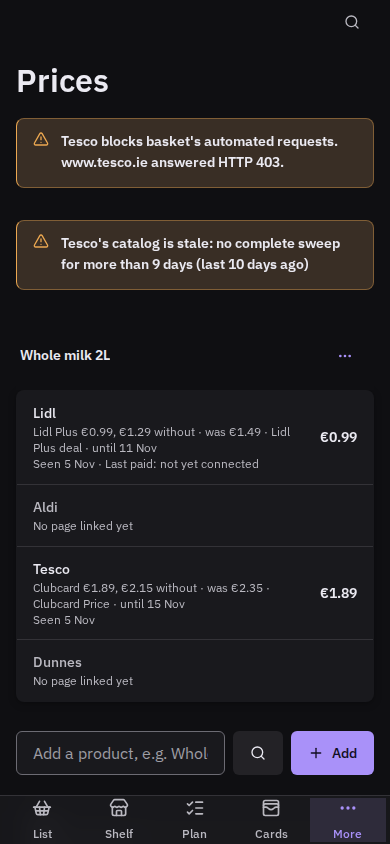 Prices
Tesco blocks basket's automated requests.
www.tesco.ie answered HTTP 403.
Tesco's catalog is stale: no complete sweep
for more than 9 days (last 10 days ago)
Whole milk 2L
Lidl
Lidl Plus €0.99, €1.29 without · was €1.49 · Lidl
Plus deal · until 11 Nov
Seen 5 Nov · Last paid: not yet connected
€0.99
Aldi
No page linked yet
Tesco
Clubcard €1.89, €2.15 without · was €2.35 ·
Clubcard Price · until 15 Nov
Seen 5 Nov
€1.89
Dunnes
No page linked yet
Add a product, e.g. Whol
Add
List
Shelf
Plan
Cards
More